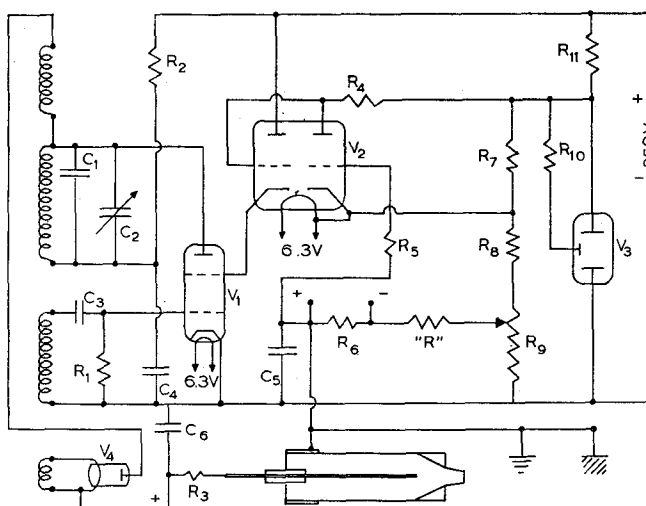 R2
R11
R4
+
C1
V2
R7
R10
C2
6.3V
R5
R8
V3
C3
V1
+
-
R6
"R"
R9
R1
6.3V
C5
C4
C6
V4
+
R3